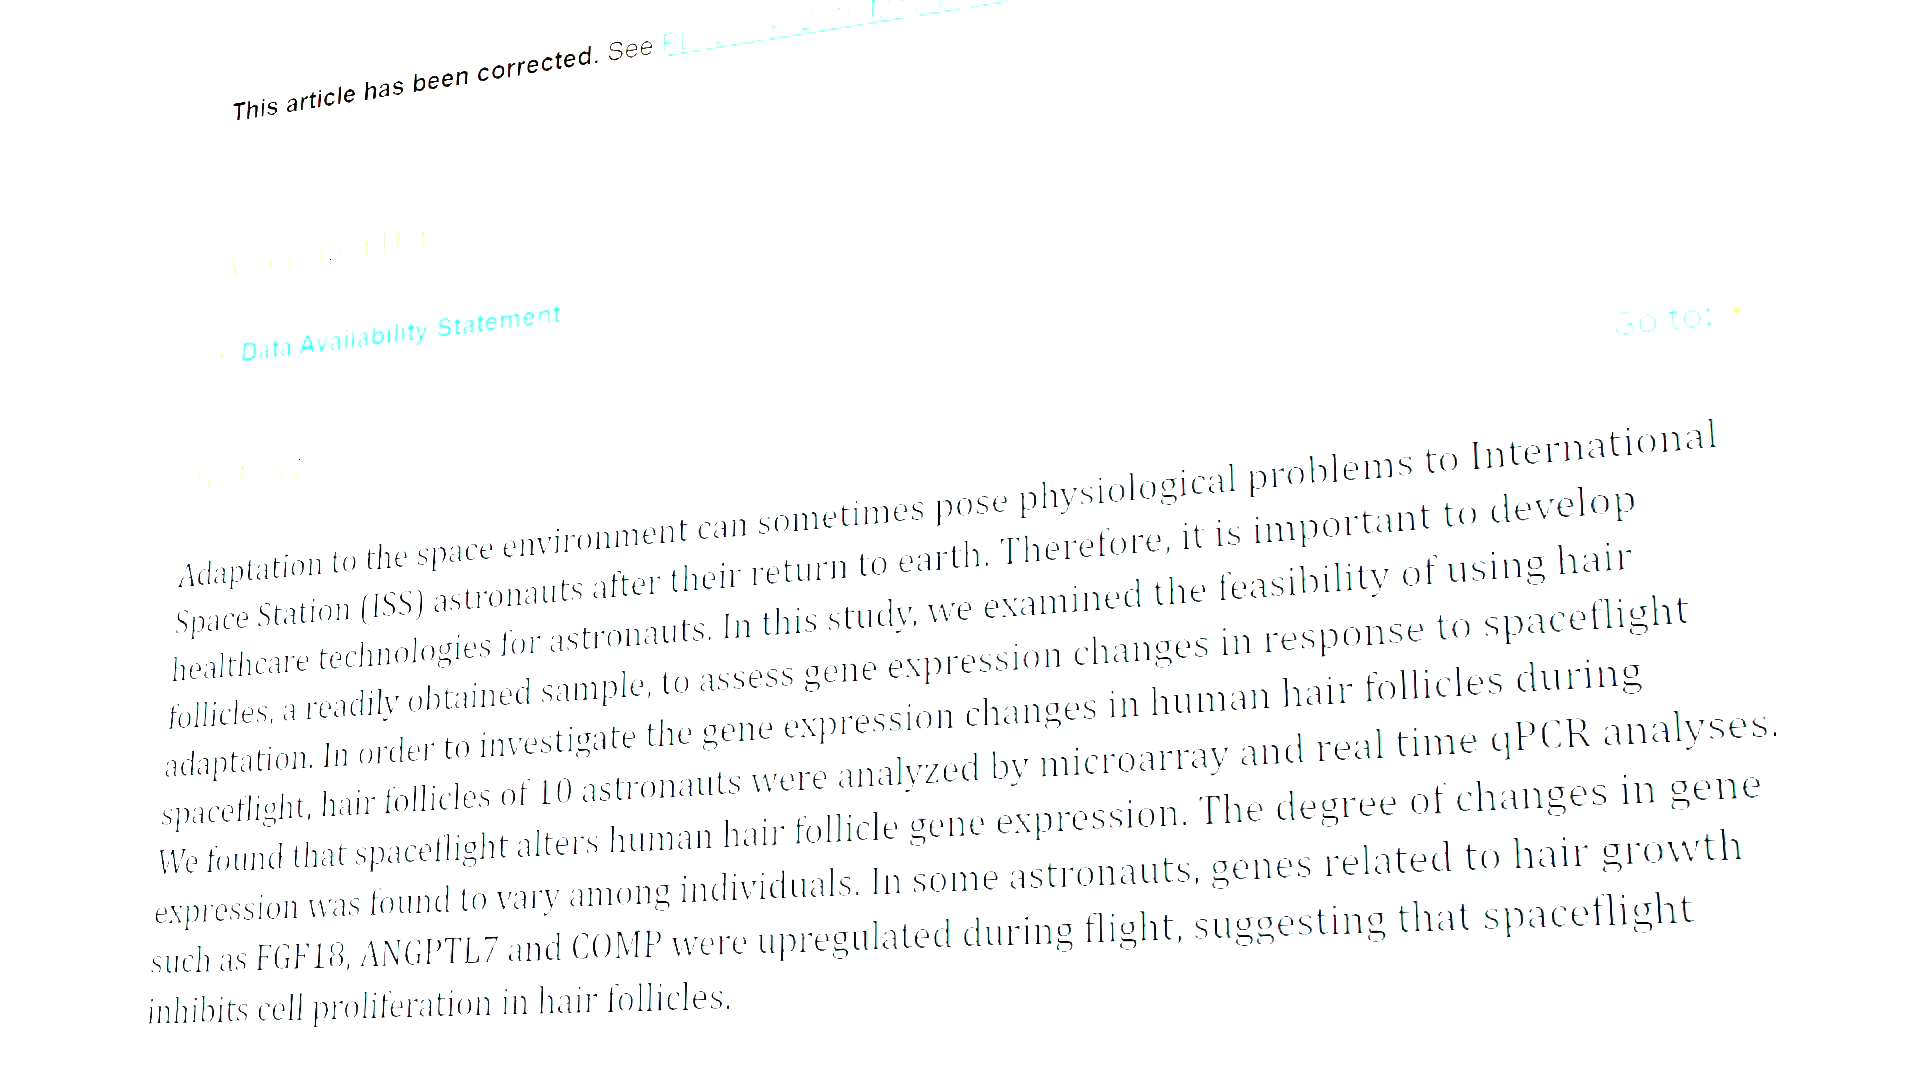 This article has been corrected. See
Data Availability Statement
Go to:
Adaptation to the space environment can sometimes pose physiological problems to International
Space Station (ISS) astronauts after their return to earth. Therefore, it is important to develop
healthcare technologies for astronauts. In this study, we examined the feasibility of using hair
follicles, a readily obtained sample, to assess gene expression changes in response to spaceflight
adaptation. In order to investigate the gene expression changes in human hair follicles during
spaceflight, hair follicles of 10 astronauts were analyzed by microarray and real time qPCR analyses.
We found that spaceflight alters human hair follicle gene expression. The degree of changes in gene
expression was found to vary among individuals. In some astronauts, genes related to hair growth
such as FGF18, ANGPTL7 and COMP were upregulated during flight, suggesting that spaceflight
inhibits cell proliferation in hair follicles.